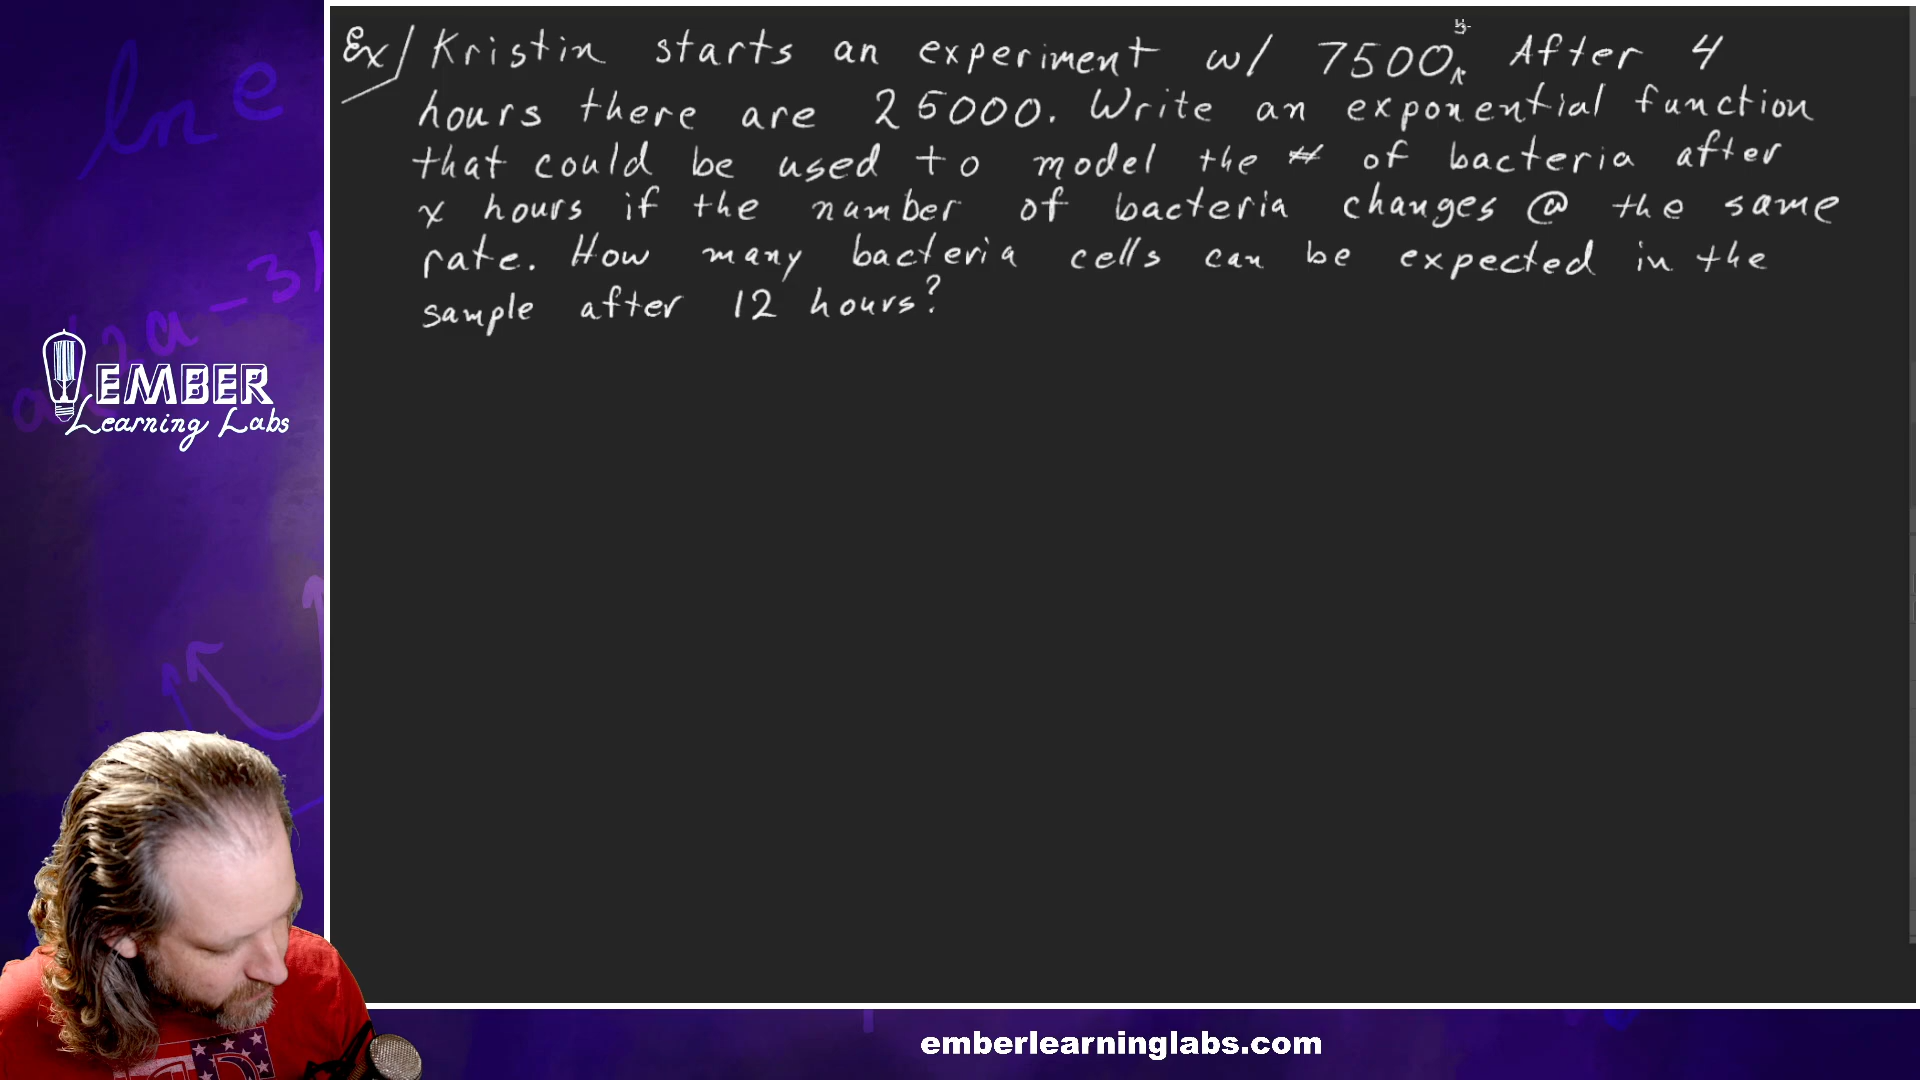 Ex/ Kristin starts an experiment w/ 7500 After 4
hours there are 25000. Write an exponential function
that could be used to model the # of bacteria after
x hours if the number of bacteria changes @ the same
rate. How many bacteria cells can be expected in the
sample after 12 hours?
ln e
EMBER
Learning Labs
emberlearninglabs.com